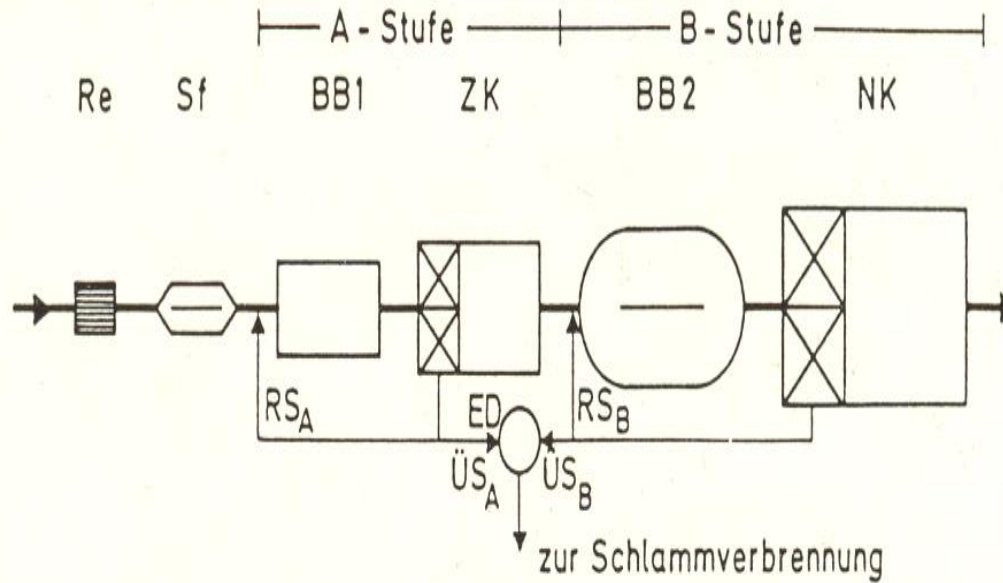 A - Stufe B - Stufe
Re Sf BB1 ZK BB2 NK
RS_A ED RS_B
ÜS_A ÜS_B
zur Schlammverbrennung